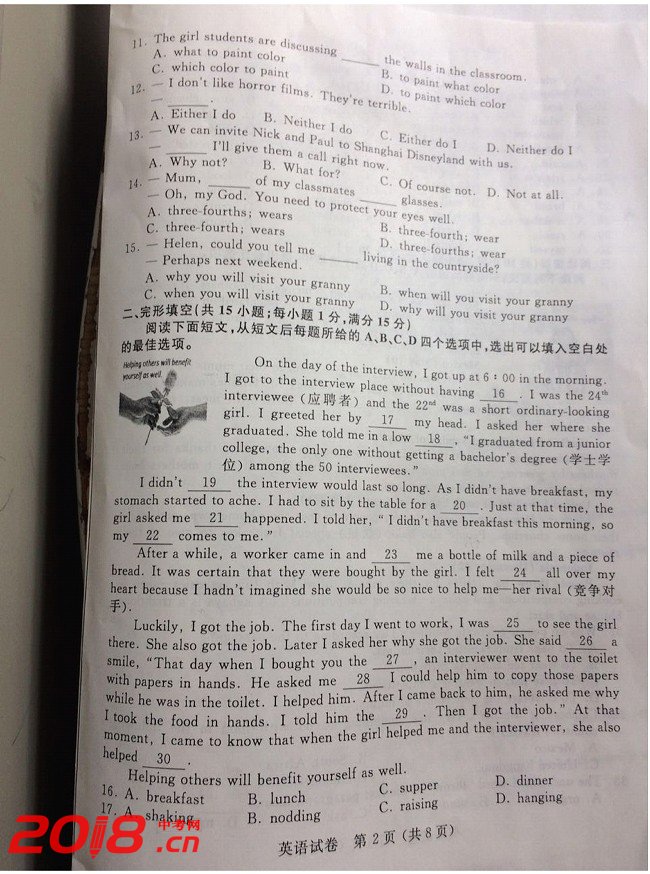 11. The girl students are discussing ______ the walls in the classroom.
A. what to paint color B. to paint what color
C. which color to paint D. to paint which color
12. — I don't like horror films. They're terrible.
— ______.
A. Either I do B. Neither I do C. Either do I D. Neither do I
13. — We can invite Nick and Paul to Shanghai Disneyland with us.
— ______ I'll give them a call right now.
A. Why not? B. What for? C. Of course not. D. Not at all.
14. — Mum, ______ of my classmates ______ glasses.
— Oh, my God. You need to protect your eyes well.
A. three-fourths; wears B. three-fourth; wear
C. three-fourth; wears D. three-fourths; wear
15. — Helen, could you tell me ______ living in the countryside?
— Perhaps next weekend.
A. why you will visit your granny B. when will you visit your granny
C. when you will visit your granny D. why will you visit your granny
二、完形填空(共 15 小题;每小题 1 分,满分 15 分)
阅读下面短文,从短文后每题所给的 A、B、C、D 四个选项中,选出可以填入空白处
的最佳选项。
Helping others will benefit
yourself as well.
On the day of the interview, I got up at 6:00 in the morning.
I got to the interview place without having 16 . I was the 24th
interviewee (应聘者) and the 22nd was a short ordinary-looking
girl. I greeted her by 17 my head. I asked her where she
graduated. She told me in a low 18 , "I graduated from a junior
college, the only one without getting a bachelor's degree (学士学
位) among the 50 interviewees."
I didn't 19 the interview would last so long. As I didn't have breakfast, my
stomach started to ache. I had to sit by the table for a 20 . Just at that time, the
girl asked me 21 happened. I told her, "I didn't have breakfast this morning, so
my 22 comes to me."
After a while, a worker came in and 23 me a bottle of milk and a piece of
bread. It was certain that they were bought by the girl. I felt 24 all over my
heart because I hadn't imagined she would be so nice to help me—her rival (竞争对
手).
Luckily, I got the job. The first day I went to work, I was 25 to see the girl
there. She also got the job. Later I asked her why she got the job. She said 26 a
smile, "That day when I bought you the 27 , an interviewer went to the toilet
with papers in hands. He asked me 28 I could help him to copy those papers
while he was in the toilet. I helped him. After I came back to him, he asked me why
I took the food in hands. I told him the 29 . Then I got the job." At that
moment, I came to know that when the girl helped me and the interviewer, she also
helped 30 .
Helping others will benefit yourself as well.
16. A. breakfast B. lunch C. supper D. dinner
17. A. shaking B. nodding C. raising D. hanging
英语试卷 第 2 页 (共 8 页)
2018 中考网 .cn